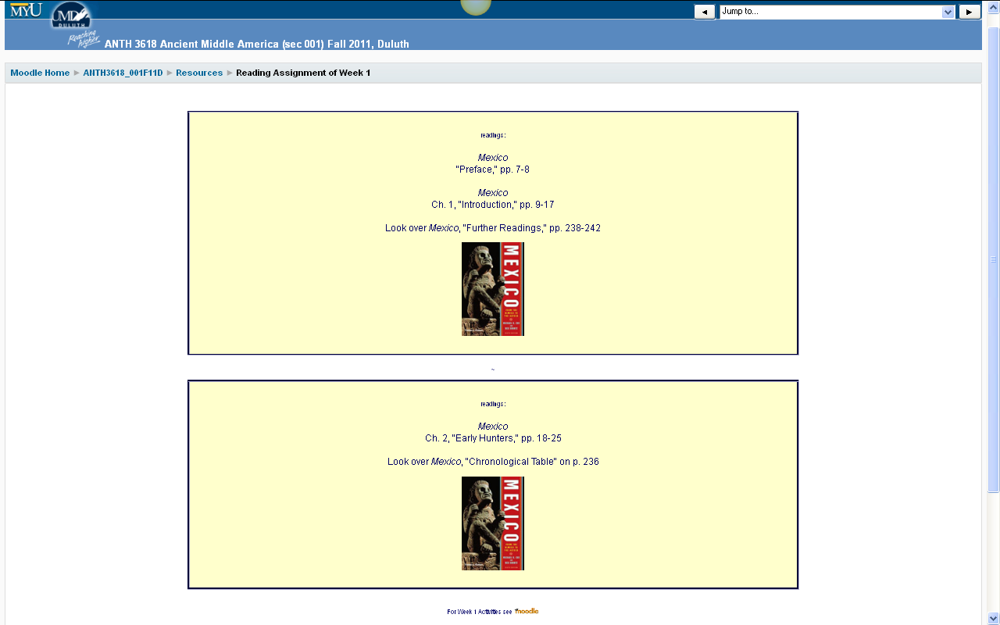 MYU
UMD
DULUTH
Reaching higher
Jump to...
ANTH 3618 Ancient Middle America (sec 001) Fall 2011, Duluth
Moodle Home ► ANTH3618_001F11D ► Resources ► Reading Assignment of Week 1
readings:
Mexico
"Preface," pp. 7-8
Mexico
Ch. 1, "Introduction," pp. 9-17
Look over Mexico, "Further Readings," pp. 238-242
MEXICO
~
readings:
Mexico
Ch. 2, "Early Hunters," pp. 18-25
Look over Mexico, "Chronological Table" on p. 236
MEXICO
For Week 1 Activities see moodle